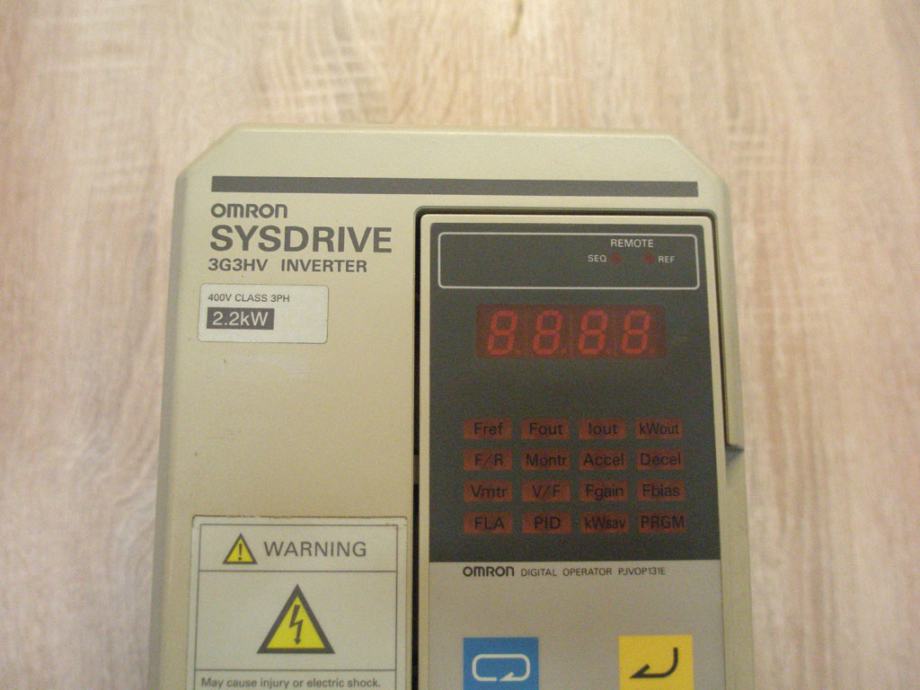 OMRON
SYSDRIVE
3G3HV INVERTER
400V CLASS 3PH
2.2kW
REMOTE
SEQ REF
8.8.8.8.
Fref Fout Iout kWout
F/R Montr Accel Decel
Vmtr V/F Fgain Fbias
FLA PID kWsav PRGM
OMRON DIGITAL OPERATOR PJVOP131E
WARNING
May cause injury or electric shock.